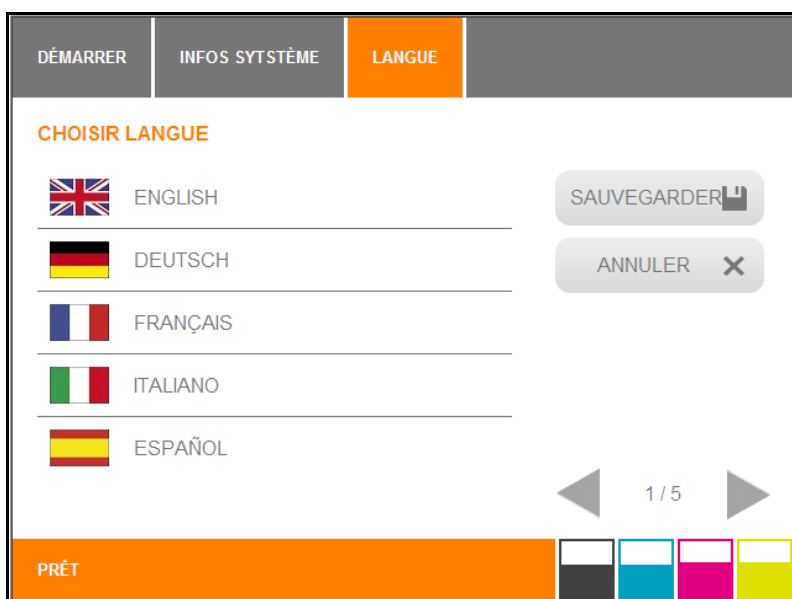 DÉMARRER
INFOS SYTSTÈME
LANGUE
CHOISIR LANGUE
ENGLISH
DEUTSCH
FRANÇAIS
ITALIANO
ESPAÑOL
SAUVEGARDER
ANNULER
1 / 5
PRÊT